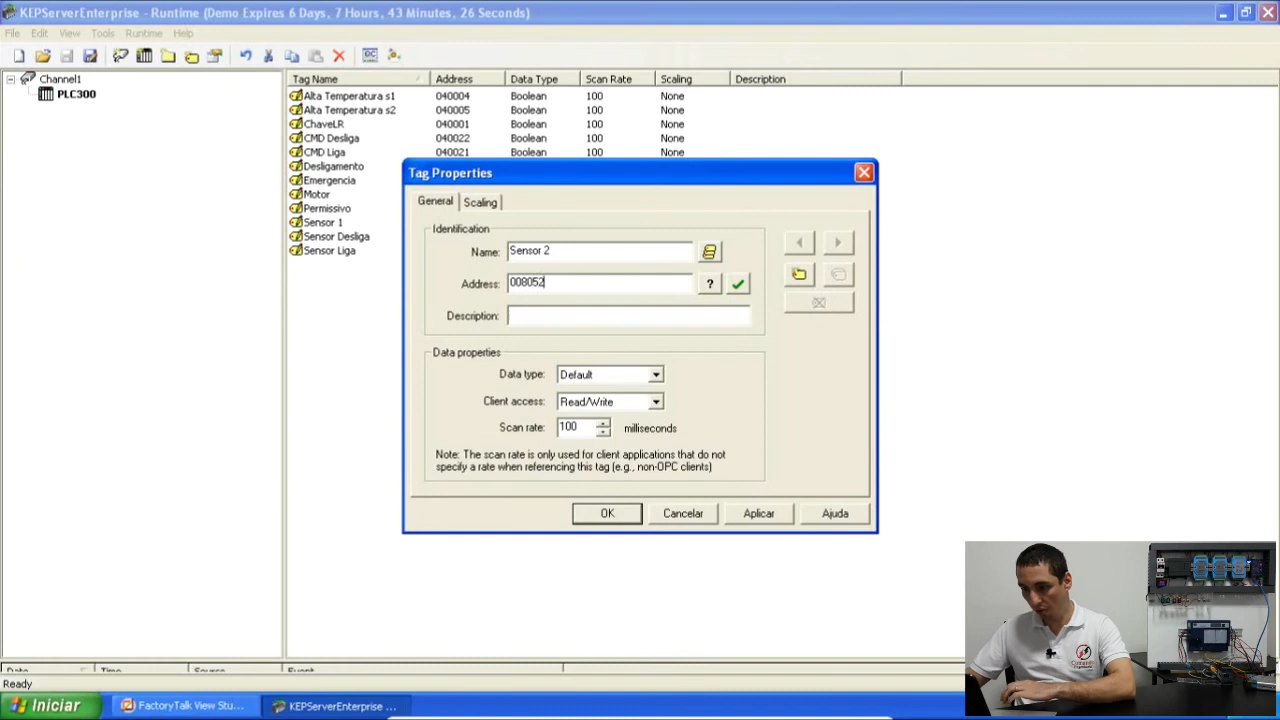 KEPServerEnterprise - Runtime (Demo Expires 6 Days, 7 Hours, 43 Minutes, 26 Seconds)
File Edit View Tools Runtime Help
Channel1
PLC300
Tag Name Address Data Type Scan Rate Scaling Description
Alta Temperatura s1 040004 Boolean 100 None
Alta Temperatura s2 040005 Boolean 100 None
ChaveLR 040001 Boolean 100 None
CMD Desliga 040022 Boolean 100 None
CMD Liga 040021 Boolean 100 None
Desligamento
Emergencia
Motor
Permissivo
Sensor 1
Sensor Desliga
Sensor Liga
Tag Properties
General Scaling
Identification
Name: Sensor 2
Address: 008052 ?
Description:
Data properties
Data type: Default
Client access: Read/Write
Scan rate: 100 milliseconds
Note: The scan rate is only used for client applications that do not
specify a rate when referencing this tag (e.g., non-OPC clients)
OK Cancelar Aplicar Ajuda
Date Time Source Event
Ready
Iniciar FactoryTalk View Stu... KEPServerEnterprise ...